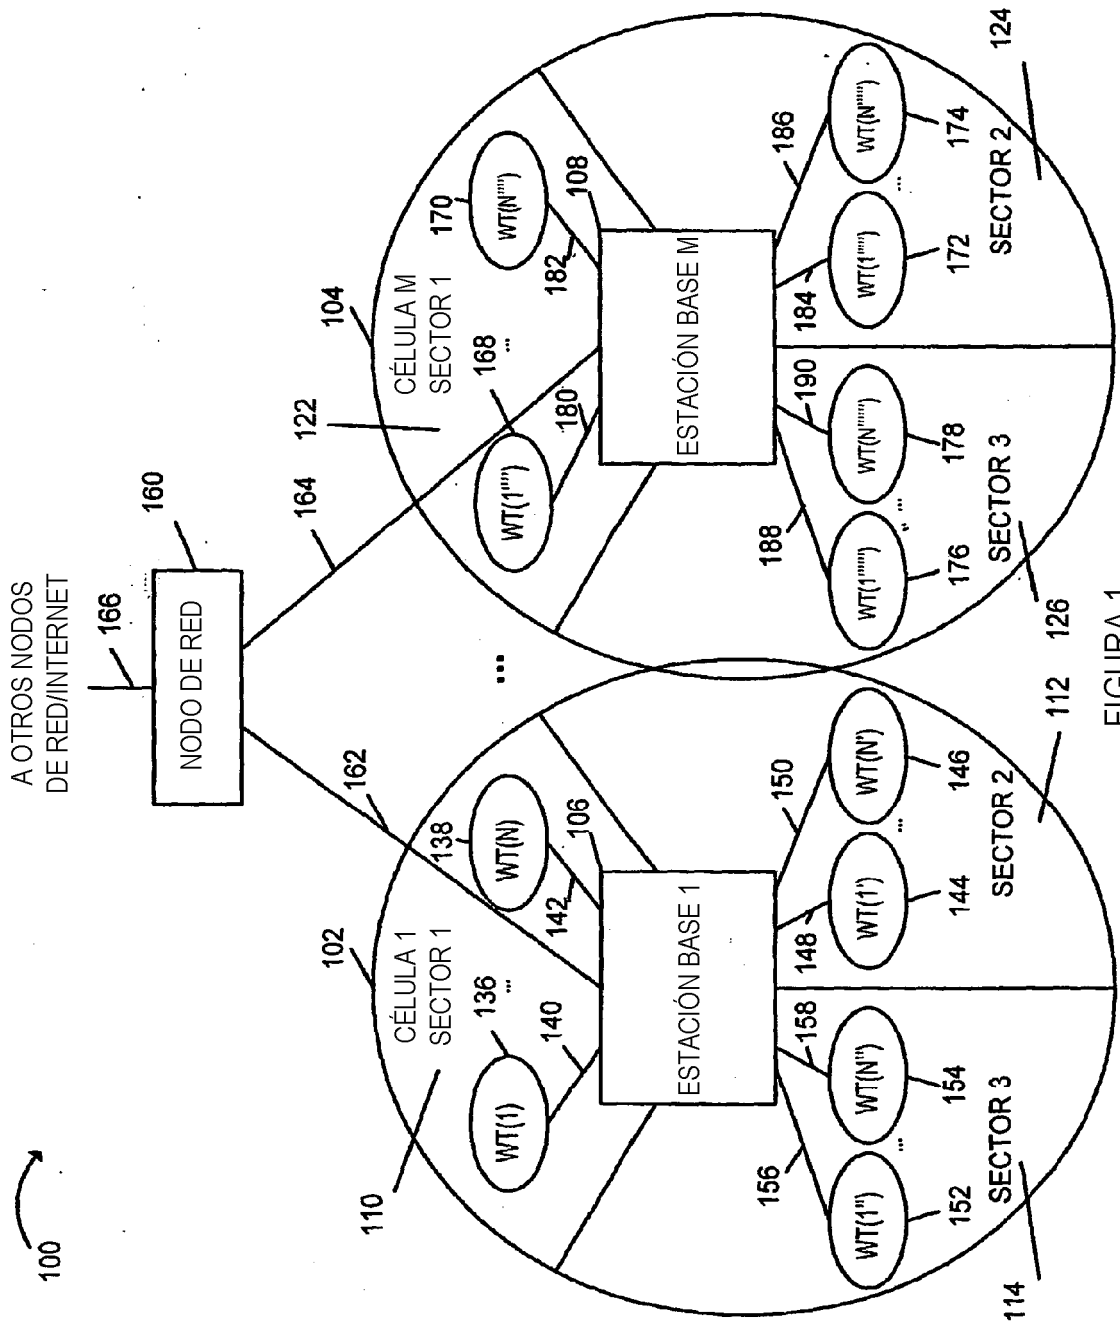 100
A OTROS NODOS
DE RED/INTERNET
166
NODO DE RED
160
162
164
...
102
CÉLULA 1
SECTOR 1
110
136
...
138
WT(1)
WT(N)
140
142
106
ESTACIÓN BASE 1
156
158
148
150
WT(1'')
WT(N'')
WT(1')
WT(N')
152
...
154
144
...
146
SECTOR 3
SECTOR 2
114
112
104
CÉLULA M
SECTOR 1
122
168
...
170
WT(1''')
WT(N''')
180
182
108
ESTACIÓN BASE M
188
190
184
186
WT(1''''')
WT(N''''')
WT(1'''')
WT(N'''')
176
...
178
172
...
174
SECTOR 3
SECTOR 2
126
124
FIGURA 1